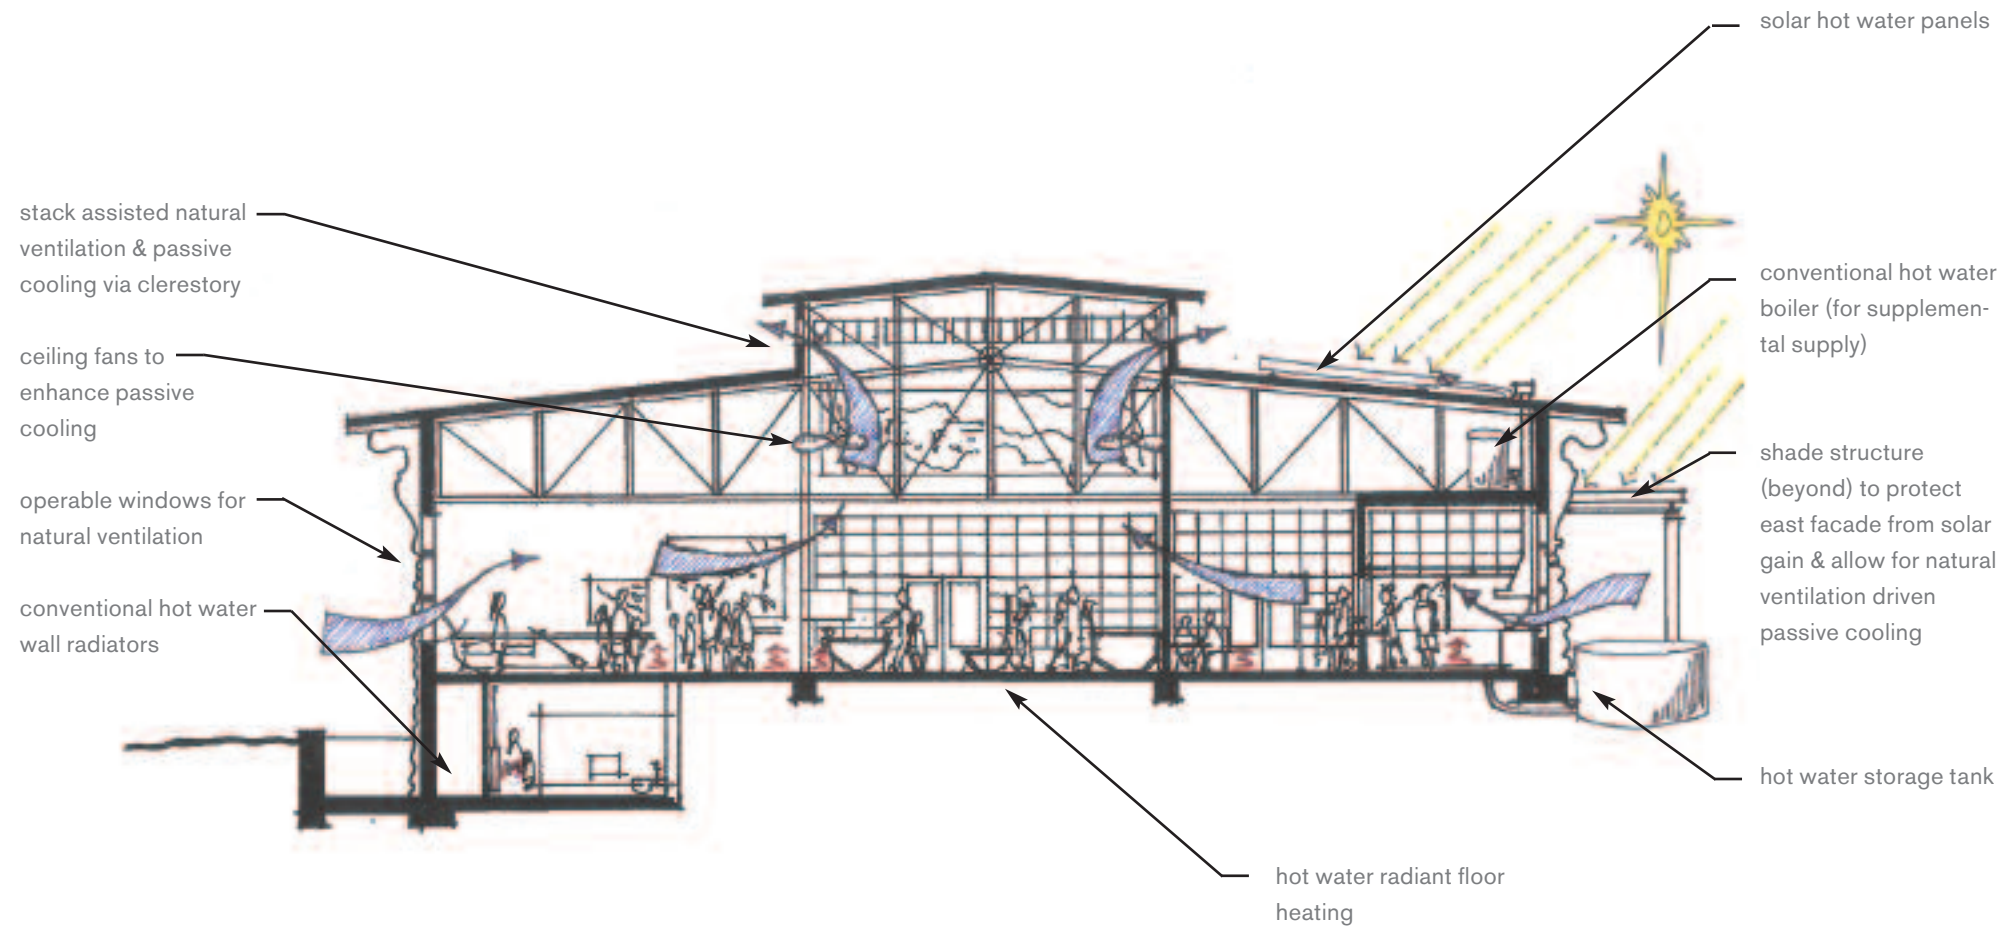 solar hot water panels
stack assisted natural
ventilation & passive
cooling via clerestory
ceiling fans to
enhance passive
cooling
operable windows for
natural ventilation
conventional hot water
wall radiators
conventional hot water
boiler (for supplemen-
tal supply)
shade structure
(beyond) to protect
east facade from solar
gain & allow for natural
ventilation driven
passive cooling
hot water storage tank
hot water radiant floor
heating